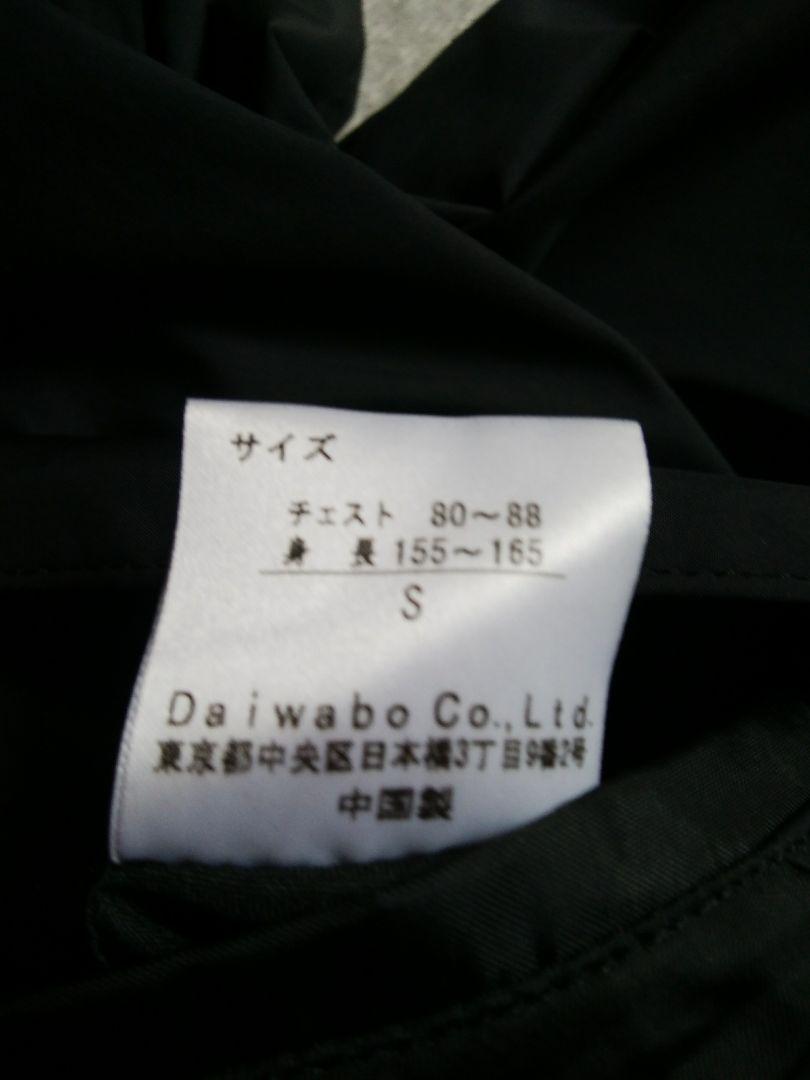 サイズ
チェスト 80～88
身 長 155～165
S
Daiwabo Co.,Ltd.
東京都中央区日本橋3丁目9番2号
中国製